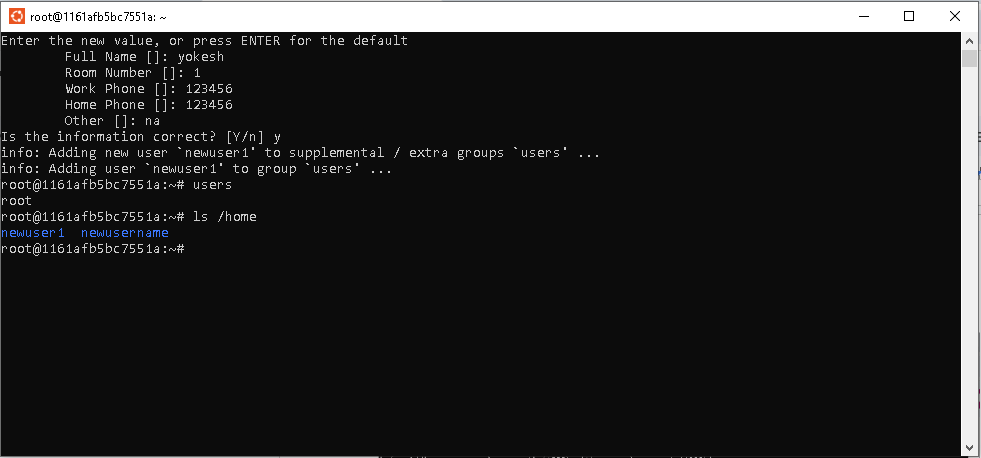 root@1161afb5bc7551a: ~
Enter the new value, or press ENTER for the default
Full Name []: yokesh
Room Number []: 1
Work Phone []: 123456
Home Phone []: 123456
Other []: na
Is the information correct? [Y/n] y
info: Adding new user `newuser1' to supplemental / extra groups `users' ...
info: Adding user `newuser1' to group `users' ...
root@1161afb5bc7551a:~# users
root
root@1161afb5bc7551a:~# ls /home
newuser1  newusername
root@1161afb5bc7551a:~#